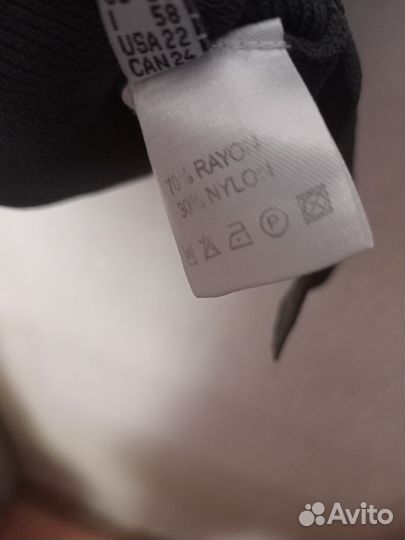 I 58
USA 22
CAN 24
70% RAYON
30% NYLON
P
Avito